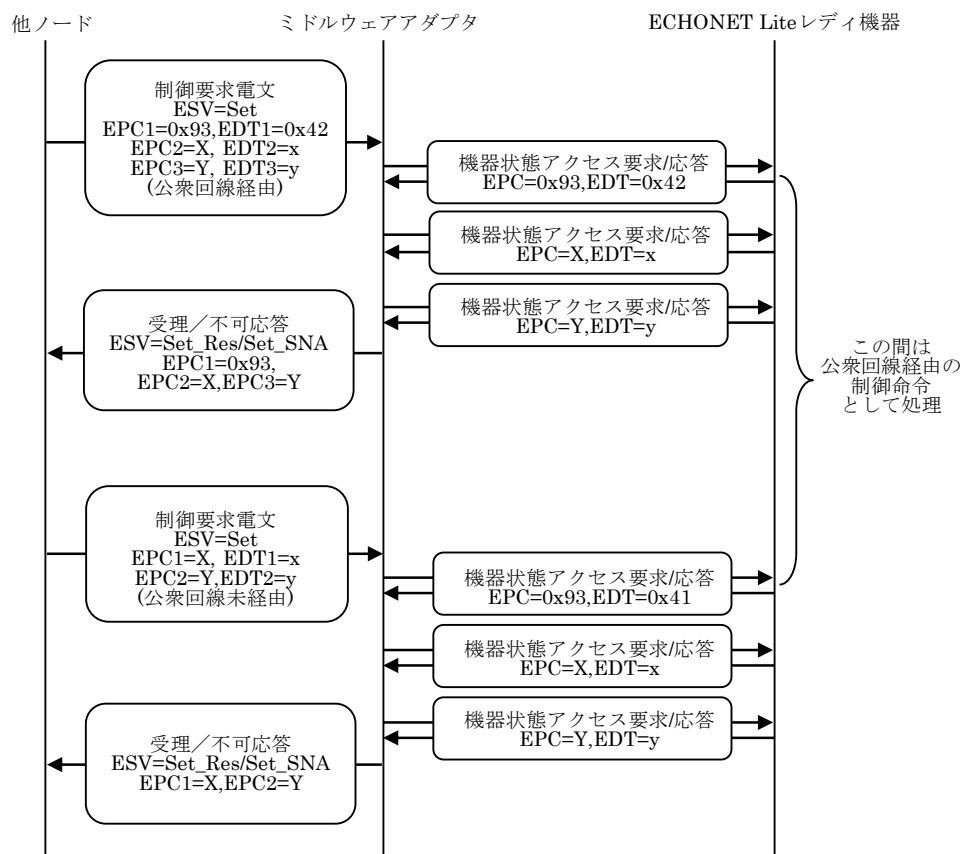 他ノード
ミドルウェアアダプタ
ECHONET Liteレディ機器
制御要求電文
ESV=Set
EPC1=0x93,EDT1=0x42
EPC2=X, EDT2=x
EPC3=Y, EDT3=y
(公衆回線経由)
機器状態アクセス要求/応答
EPC=0x93,EDT=0x42
機器状態アクセス要求/応答
EPC=X,EDT=x
機器状態アクセス要求/応答
EPC=Y,EDT=y
受理／不可応答
ESV=Set_Res/Set_SNA
EPC1=0x93,
EPC2=X,EPC3=Y
この間は
公衆回線経由の
制御命令
として処理
制御要求電文
ESV=Set
EPC1=X, EDT1=x
EPC2=Y,EDT2=y
(公衆回線未経由)
機器状態アクセス要求/応答
EPC=0x93,EDT=0x41
機器状態アクセス要求/応答
EPC=X,EDT=x
機器状態アクセス要求/応答
EPC=Y,EDT=y
受理／不可応答
ESV=Set_Res/Set_SNA
EPC1=X,EPC2=Y